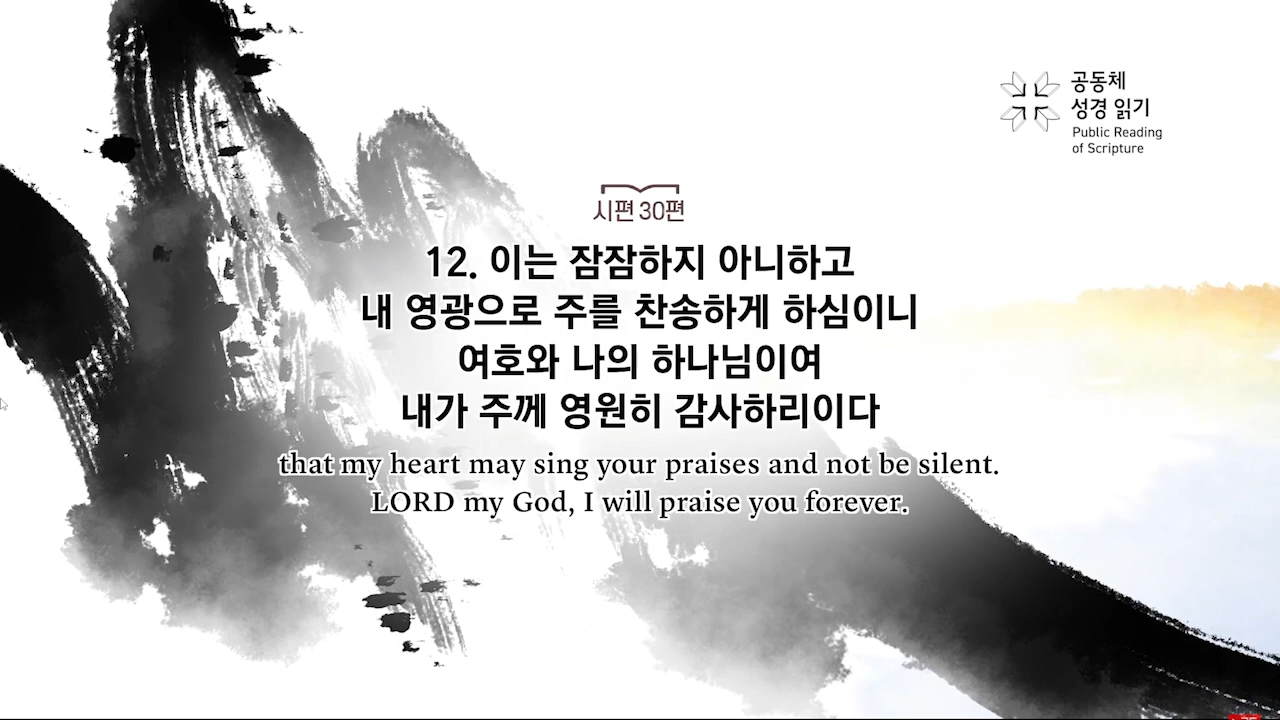 공동체
성경 읽기
Public Reading
of Scripture
시편 30편
12. 이는 잠잠하지 아니하고
내 영광으로 주를 찬송하게 하심이니
여호와 나의 하나님이여
내가 주께 영원히 감사하리이다
that my heart may sing your praises and not be silent.
LORD my God, I will praise you forever.